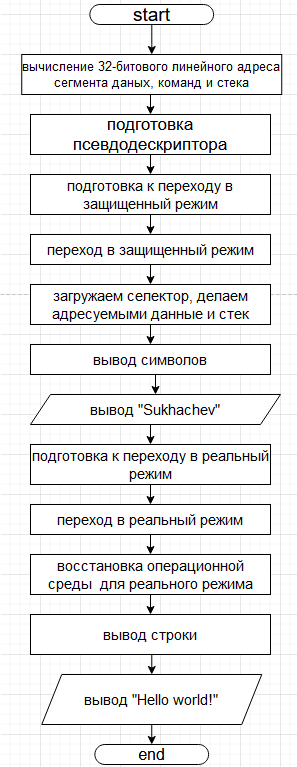 start
вычисление 32-битового линейного адреса
сегмента даных, команд и стека
подготовка
псевдодескриптора
подготовка к переходу в
защищенный режим
переход в защищенный режим
загружаем селектор, делаем
адресуемыми данные и стек
вывод символов
вывод "Sukhachev"
подготовка к переходу в реальный
режим
переход в реальный режим
восстановка операционной
среды для реального режима
вывод строки
вывод "Hello world!"
end